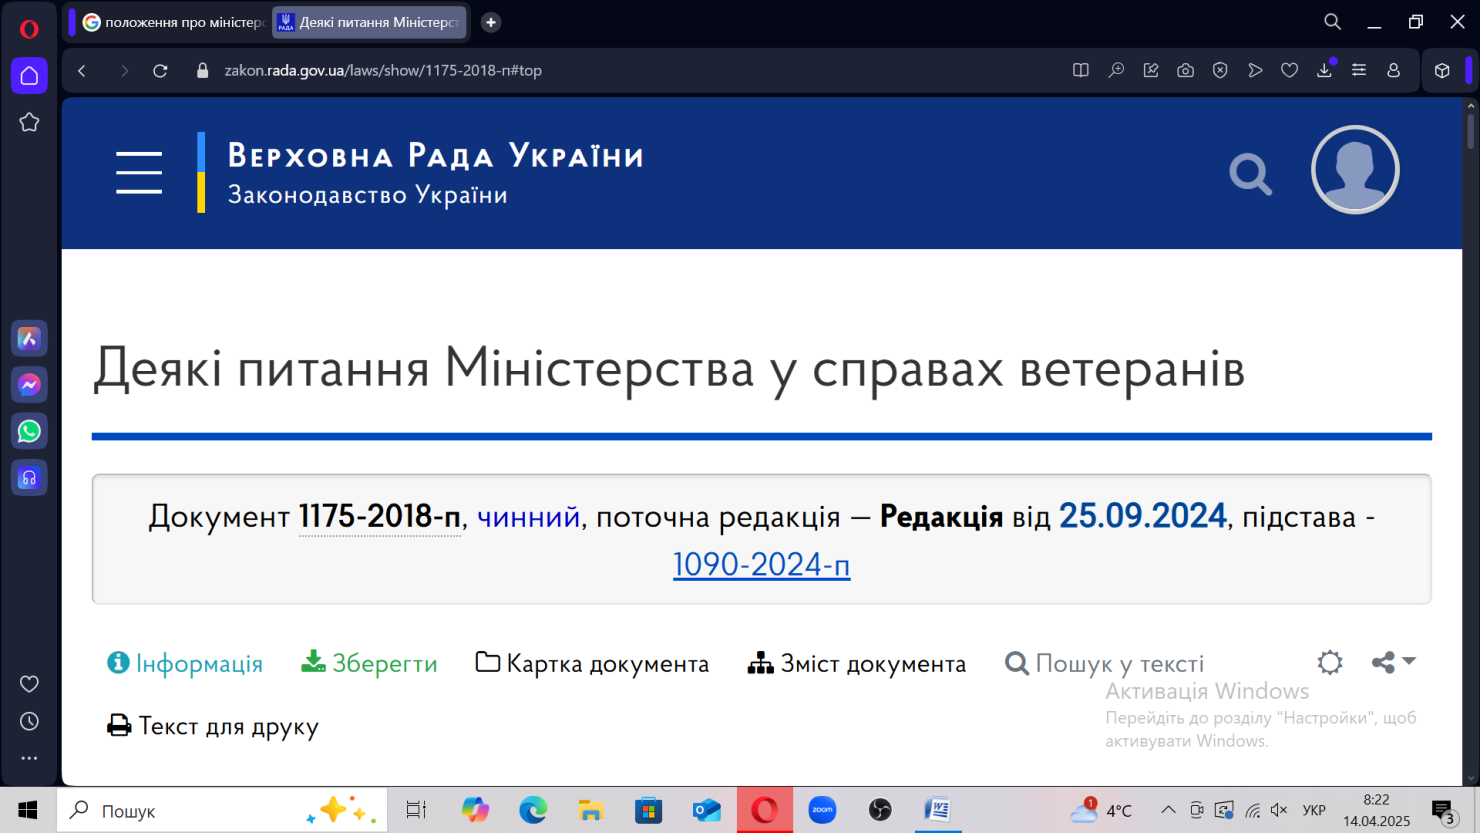 положення про міністерс
Деякі питання Міністерст
zakon.rada.gov.ua/laws/show/1175-2018-п#top
Верховна Рада України
Законодавство України
Деякі питання Міністерства у справах ветеранів
Документ 1175-2018-п, чинний, поточна редакція — Редакція від 25.09.2024, підстава -
1090-2024-п
Інформація Зберегти Картка документа Зміст документа Пошук у тексті
Текст для друку
Активація Windows
Перейдіть до розділу "Настройки", щоб
активувати Windows.
Пошук
zoom
1
4°C
УКР
8:22
14.04.2025
3